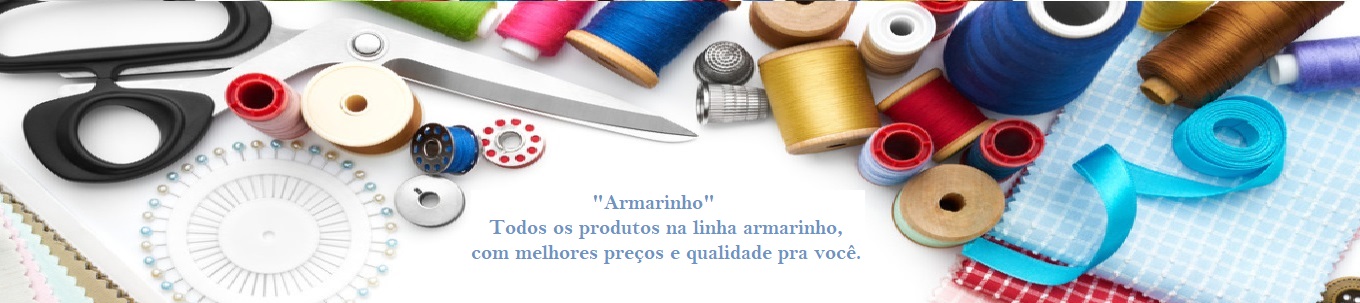 "Armarinho"
Todos os produtos na linha armarinho,
com melhores preços e qualidade pra você.